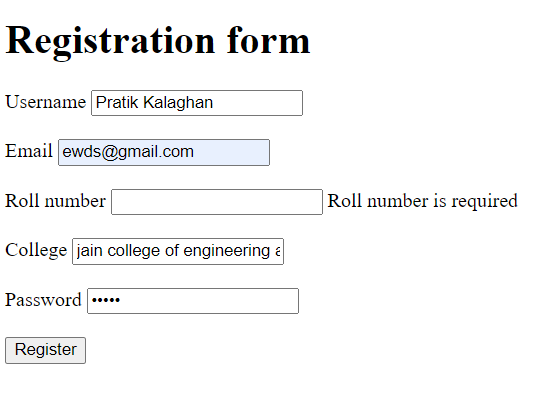 Registration form
Username Pratik Kalaghan
Email ewds@gmail.com
Roll number Roll number is required
College jain college of engineering a
Password •••••
Register